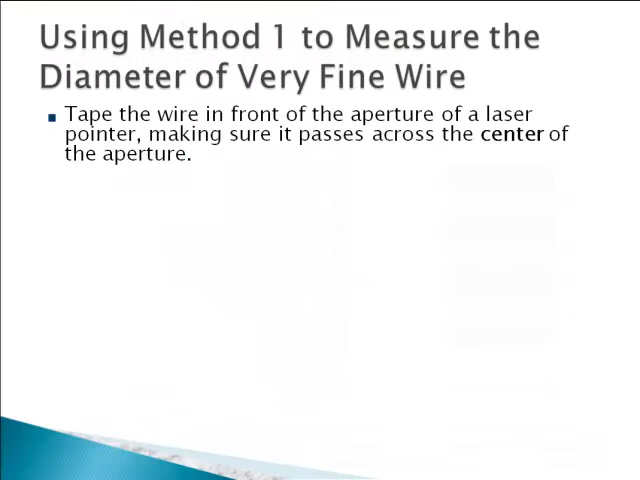 Using Method 1 to Measure the
Diameter of Very Fine Wire
Tape the wire in front of the aperture of a laser
pointer, making sure it passes across the center of
the aperture.